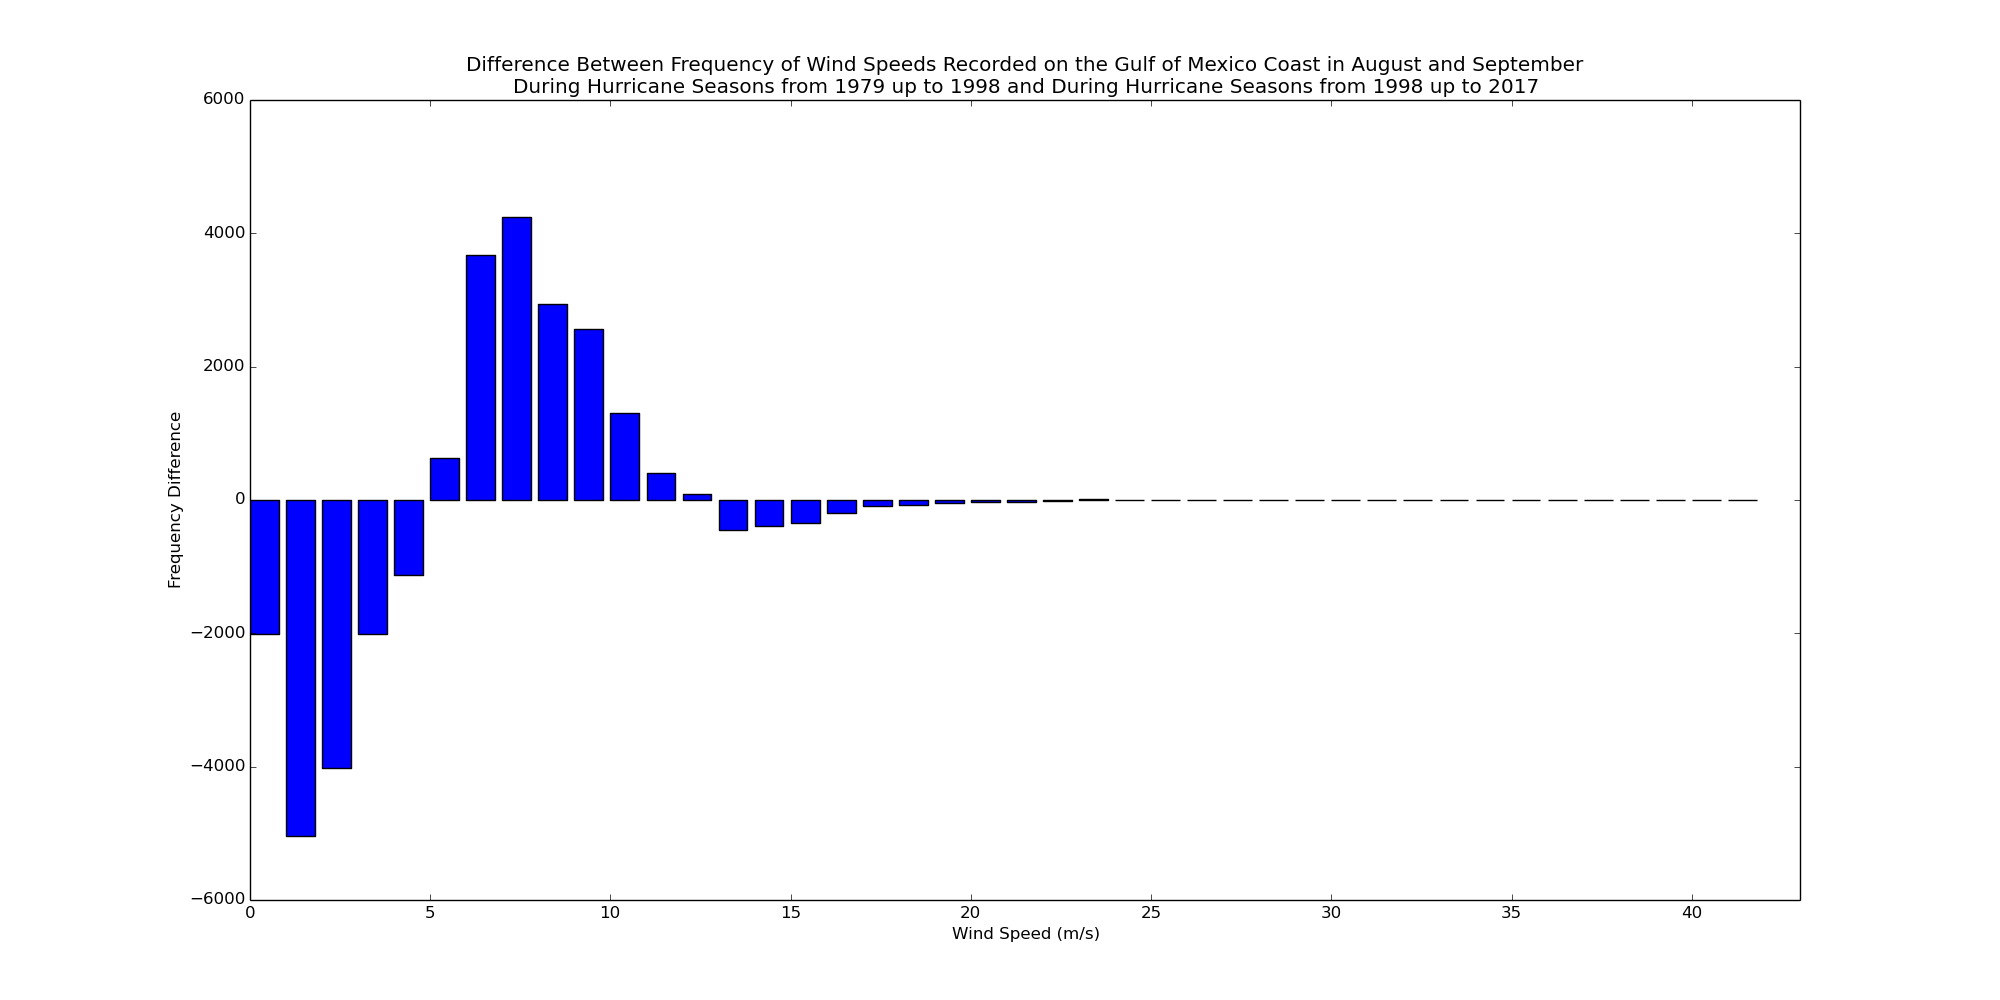 Difference Between Frequency of Wind Speeds Recorded on the Gulf of Mexico Coast in August and September
During Hurricane Seasons from 1979 up to 1998 and During Hurricane Seasons from 1998 up to 2017
6000
4000
2000
0
−2000
−4000
−6000
Frequency Difference
0 5 10 15 20 25 30 35 40
Wind Speed (m/s)